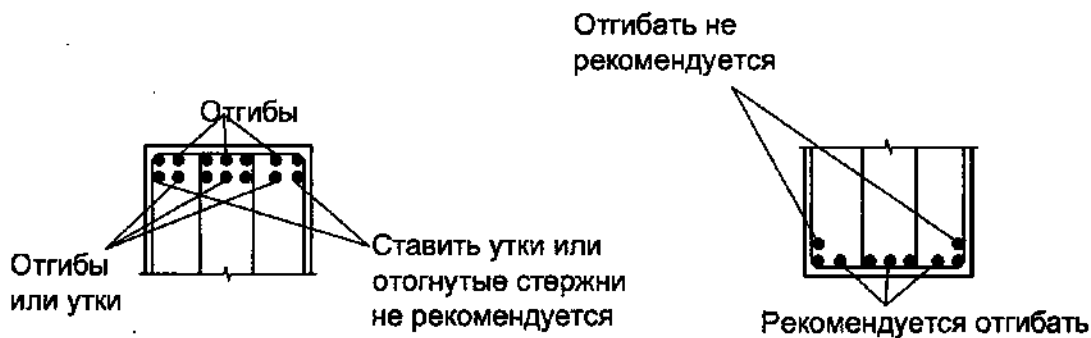 Отгибать не
рекомендуется
Отгибы
Отгибы
или утки
Ставить утки или
отогнутые стержни
не рекомендуется
Рекомендуется отгибать